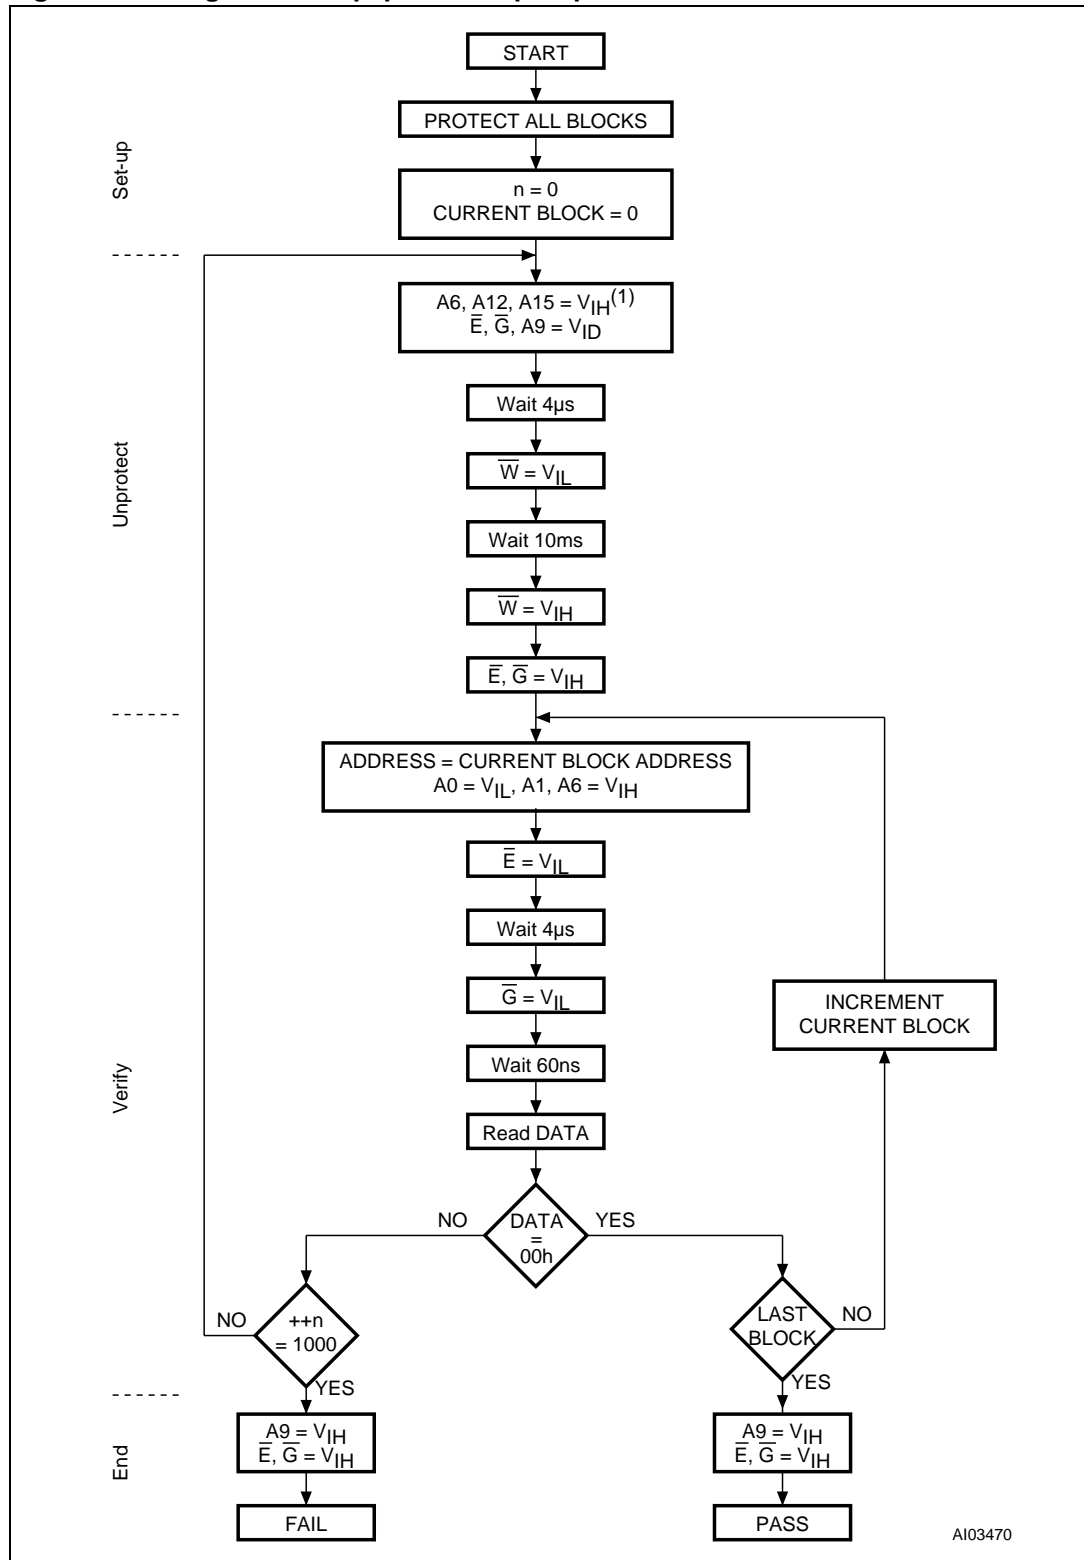 START
PROTECT ALL BLOCKS
Set-up
n = 0
CURRENT BLOCK = 0
A6, A12, A15 = VIH(1)
E̅, G̅, A9 = VID
Wait 4µs
Unprotect
W̅ = VIL
Wait 10ms
W̅ = VIH
E̅, G̅ = VIH
ADDRESS = CURRENT BLOCK ADDRESS
A0 = VIL, A1, A6 = VIH
E̅ = VIL
Wait 4µs
G̅ = VIL
INCREMENT
CURRENT BLOCK
Wait 60ns
Verify
Read DATA
NO
DATA
=
00h
YES
NO
++n
= 1000
YES
LAST
BLOCK
NO
YES
End
A9 = VIH
E̅, G̅ = VIH
A9 = VIH
E̅, G̅ = VIH
FAIL
PASS
AI03470